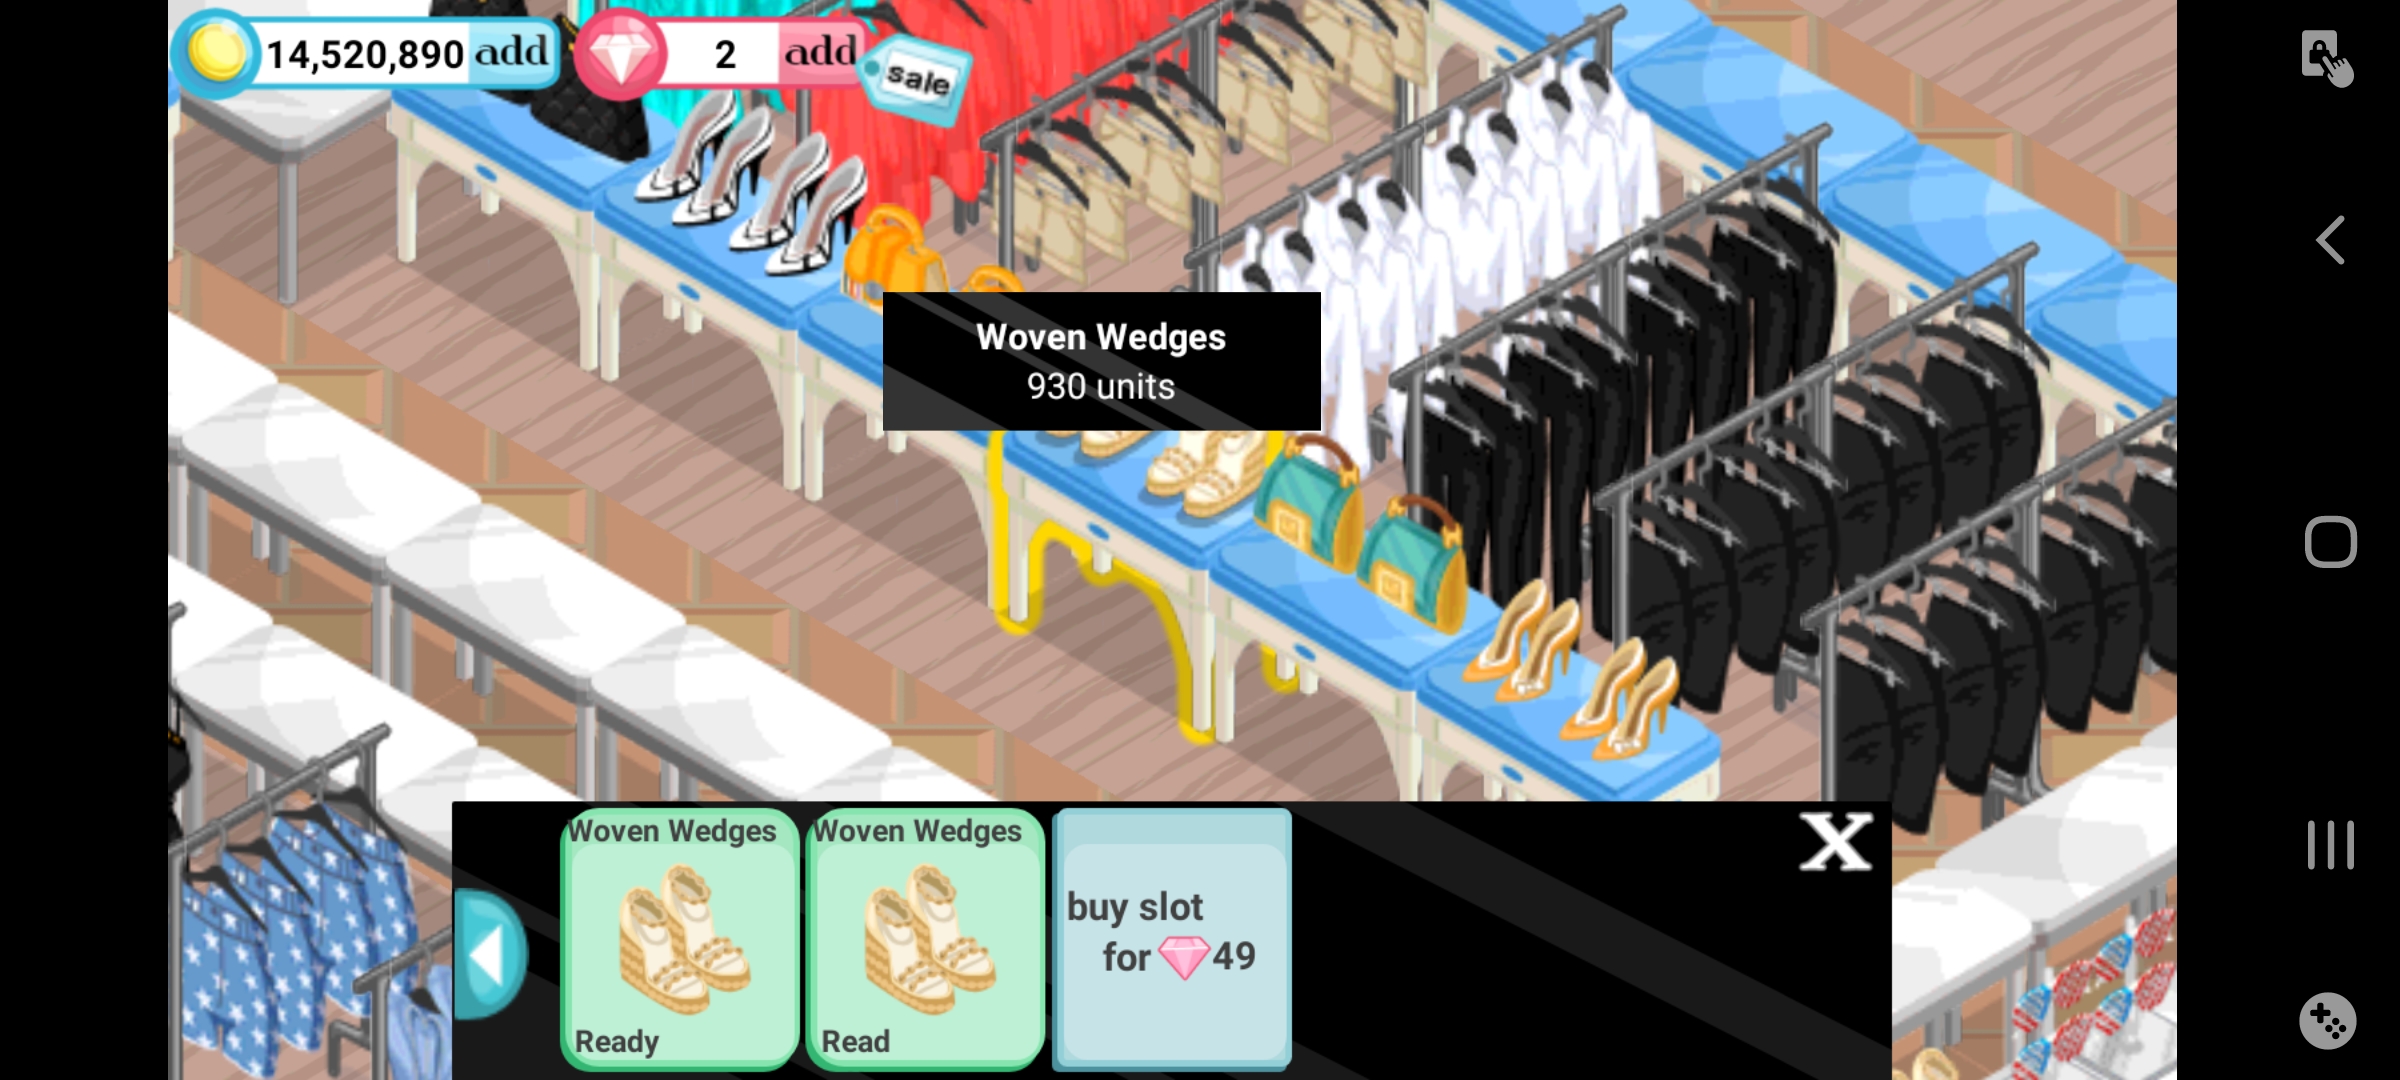 14,520,890 add
2 add
sale
Woven Wedges
930 units
Woven Wedges
Ready
Woven Wedges
Read
buy slot
for 49
X